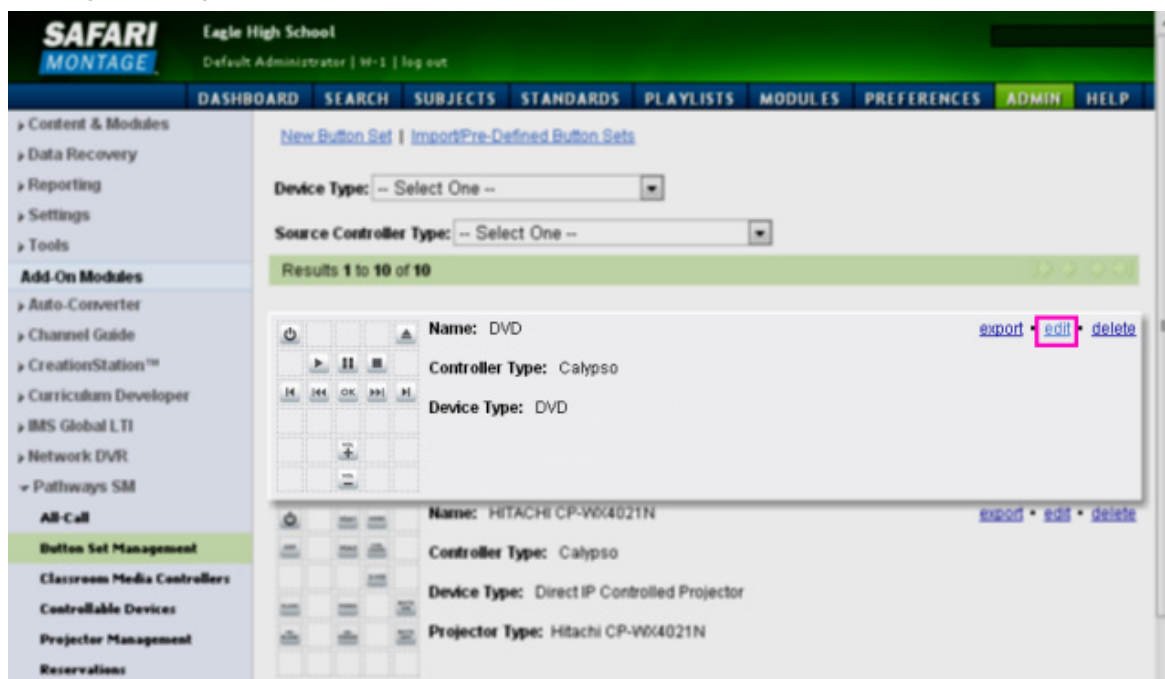 SAFARI
MONTAGE
Eagle High School
Default Administrator | W-1 | log out
DASHBOARD SEARCH SUBJECTS STANDARDS PLAYLISTS MODULES PREFERENCES ADMIN HELP
Content & Modules
Data Recovery
Reporting
Settings
Tools
Add-On Modules
Auto-Converter
Channel Guide
CreationStation™
Curriculum Developer
IMS Global LTI
Network DVR
Pathways SM
All-Call
Button Set Management
Classroom Media Controllers
Controllable Devices
Projector Management
Reservations
New Button Set | Import/Pre-Defined Button Sets
Device Type: -- Select One --
Source Controller Type: -- Select One --
Results 1 to 10 of 10
Name: DVD
export • edit • delete
Controller Type: Calypso
Device Type: DVD
OK
Name: HITACHI CP-WX4021N
export • edit • delete
Controller Type: Calypso
Device Type: Direct IP Controlled Projector
Projector Type: Hitachi CP-WX4021N